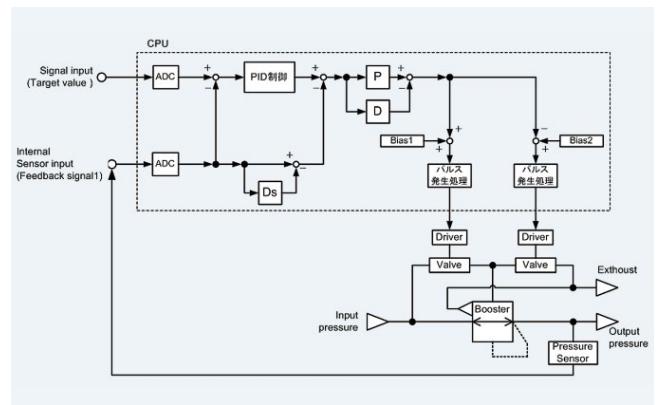 CPU
Signal input
(Target value )
ADC
+
−
PID制御
+
−
P
D
+
−
Internal
Sensor input
(Feedback signal1)
ADC
Ds
+
−
Bias1
+
+
−
+
Bias2
パルス
発生処理
パルス
発生処理
Driver
Driver
Valve
Valve
Exthoust
Input
pressure
Booster
Output
pressure
Pressure
Sensor